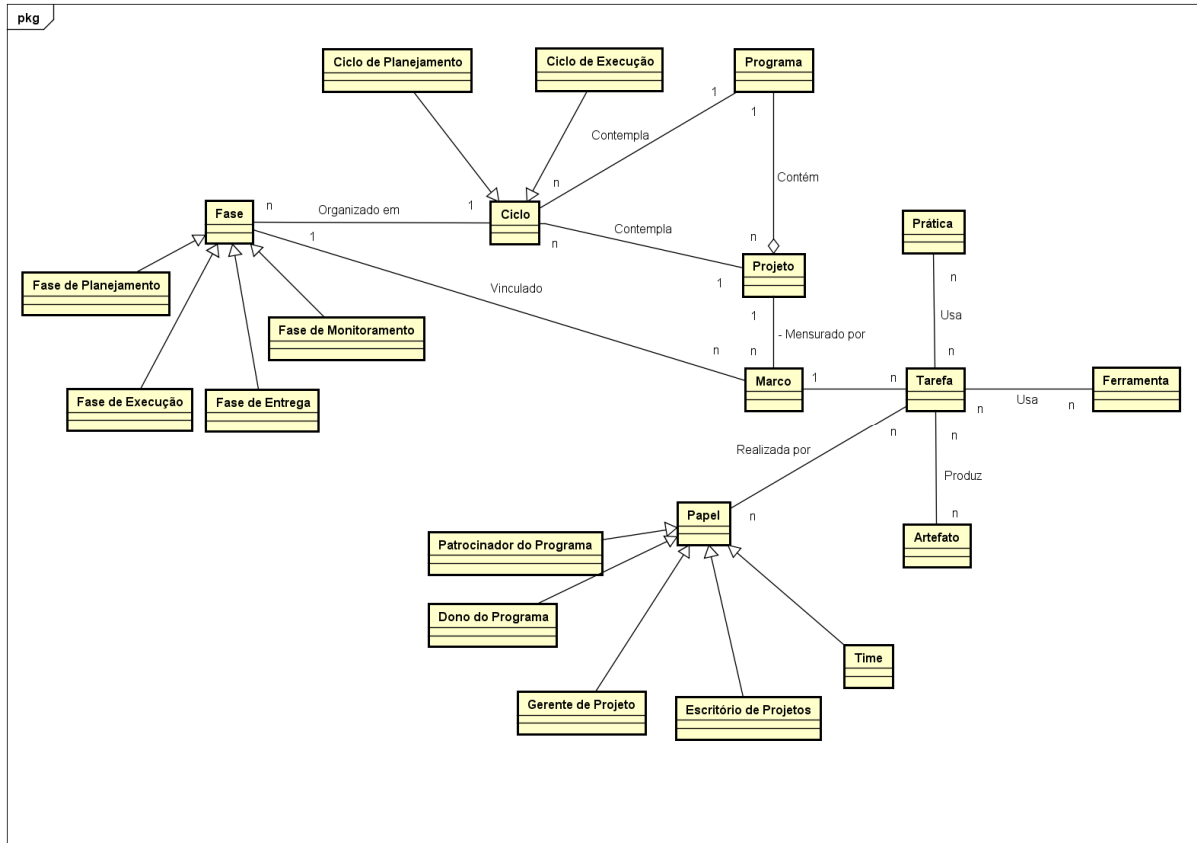 pkg
Ciclo de Planejamento
Ciclo de Execução
Programa
1
1
Contempla
n
Contém
n
Fase
n
Organizado em
1
Ciclo
1
n
Contempla
1
Projeto
Prática
n
Usa
n
Fase de Planejamento
Fase de Monitoramento
Fase de Execução
Fase de Entrega
Vinculado
n
1
- Mensurado por
n
Marco
1
n
Tarefa
n
Usa
n
Ferramenta
n
Realizada por
n
n
Produz
n
Artefato
Papel
Patrocinador do Programa
Dono do Programa
Time
Gerente de Projeto
Escritório de Projetos